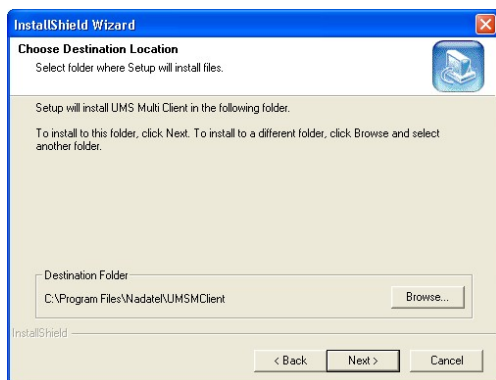 InstallShield Wizard
Choose Destination Location
Select folder where Setup will install files.
Setup will install UMS Multi Client in the following folder.
To install to this folder, click Next. To install to a different folder, click Browse and select
another folder.
Destination Folder
C:\Program Files\Nadatel\UMSMClient
Browse...
InstallShield
< Back
Next >
Cancel